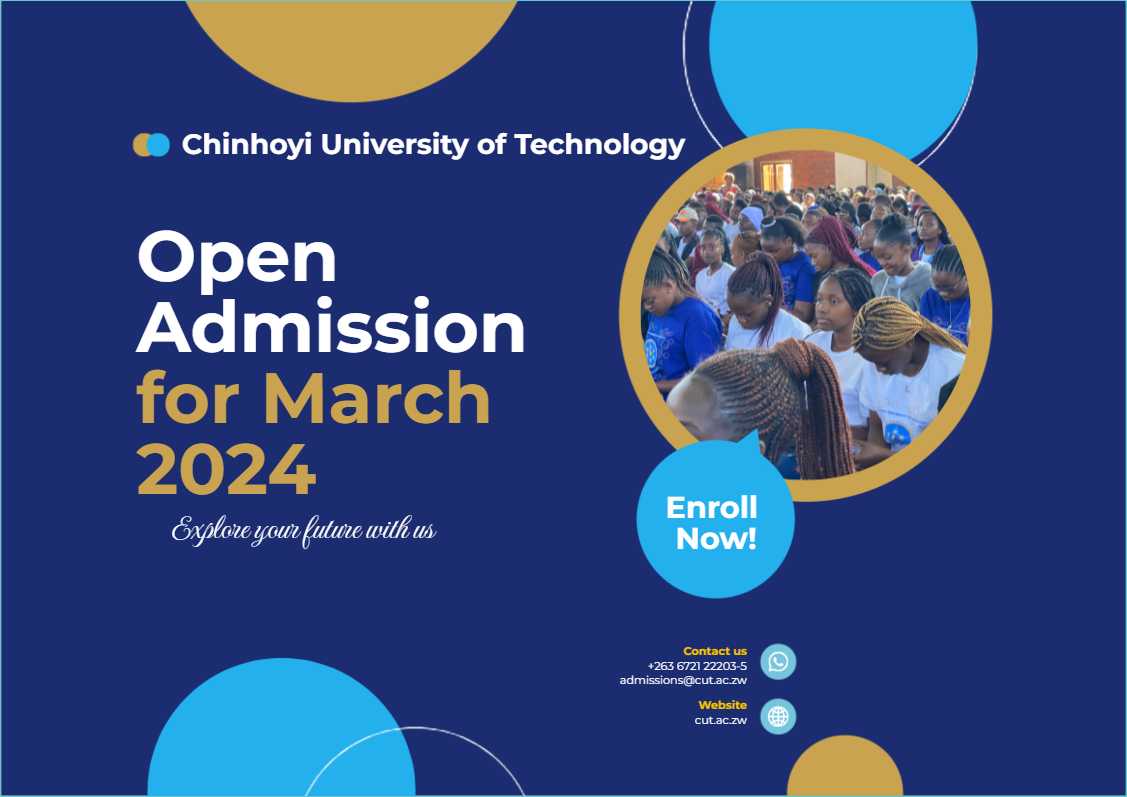 Chinhoyi University of Technology
Open
Admission
for March
2024
Explore your future with us
Enroll
Now!
Contact us
+263 6721 22203-5
admissions@cut.ac.zw
Website
cut.ac.zw